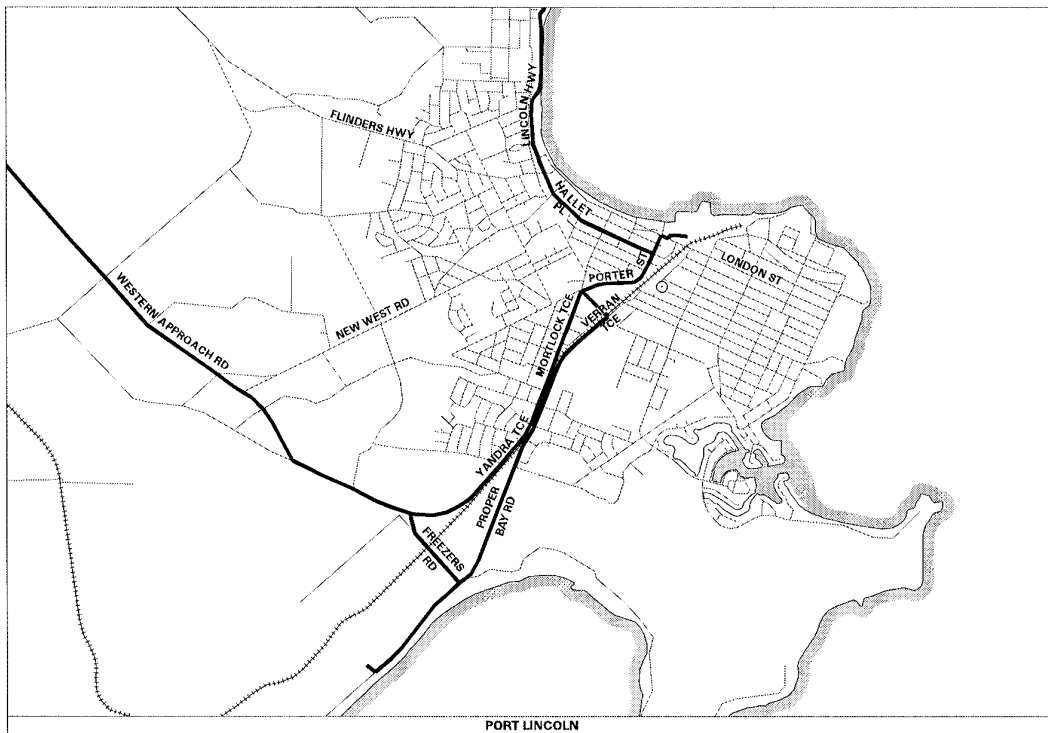 LINCOLN HWY
FLINDERS HWY
HALLET
PL
LONDON ST
PORTER ST
VERRAN
TCE
MORTLOCK TCE
NEW WEST RD
WESTERN APPROACH RD
YANDRA TCE
PROPER
BAY RD
FREEZERS
RD
PORT LINCOLN